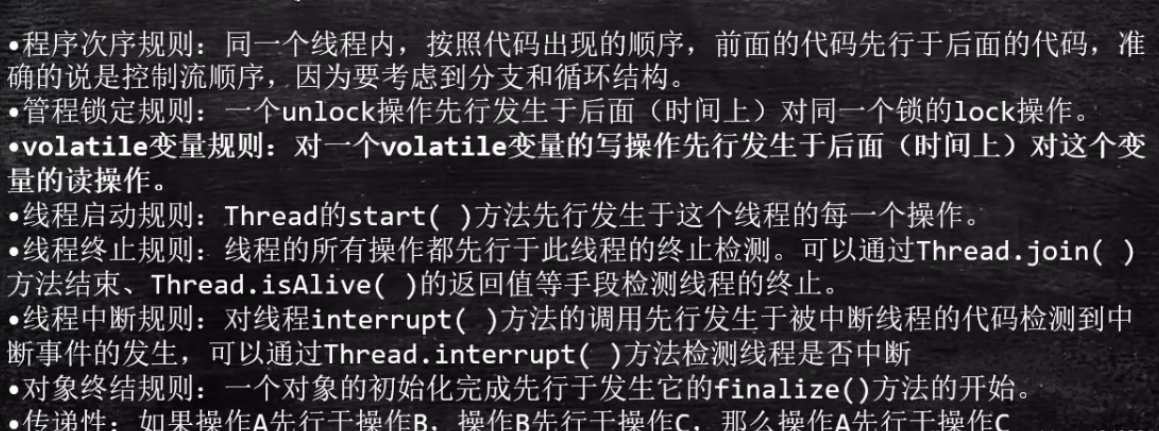 •程序次序规则：同一个线程内，按照代码出现的顺序，前面的代码先行于后面的代码，准
确的说是控制流顺序，因为要考虑到分支和循环结构。
•管程锁定规则：一个unlock操作先行发生于后面（时间上）对同一个锁的lock操作。
•volatile变量规则：对一个volatile变量的写操作先行发生于后面（时间上）对这个变
量的读操作。
•线程启动规则：Thread的start( )方法先行发生于这个线程的每一个操作。
•线程终止规则：线程的所有操作都先行于此线程的终止检测。可以通过Thread.join( )
方法结束、Thread.isAlive( )的返回值等手段检测线程的终止。
•线程中断规则：对线程interrupt( )方法的调用先行发生于被中断线程的代码检测到中
断事件的发生，可以通过Thread.interrupt( )方法检测线程是否中断
•对象终结规则：一个对象的初始化完成先行于发生它的finalize()方法的开始。
•传递性：如果操作A先行于操作B，操作B先行于操作C，那么操作A先行于操作C